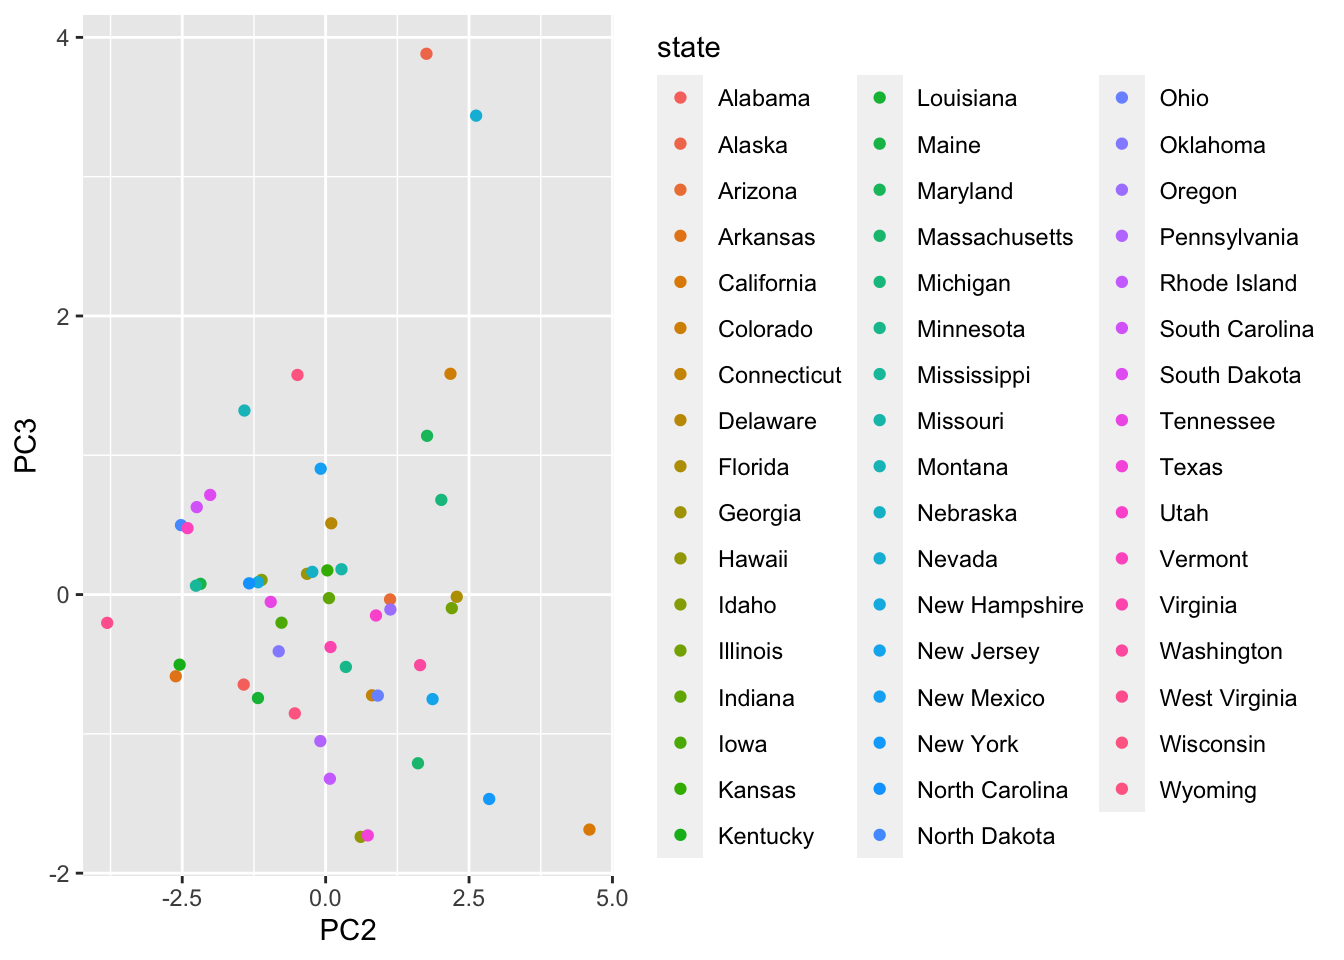 4
2
0
-2
PC3
-2.5
0.0
2.5
5.0
PC2
state
Alabama
Alaska
Arizona
Arkansas
California
Colorado
Connecticut
Delaware
Florida
Georgia
Hawaii
Idaho
Illinois
Indiana
Iowa
Kansas
Kentucky
Louisiana
Maine
Maryland
Massachusetts
Michigan
Minnesota
Mississippi
Missouri
Montana
Nebraska
Nevada
New Hampshire
New Jersey
New Mexico
New York
North Carolina
North Dakota
Ohio
Oklahoma
Oregon
Pennsylvania
Rhode Island
South Carolina
South Dakota
Tennessee
Texas
Utah
Vermont
Virginia
Washington
West Virginia
Wisconsin
Wyoming